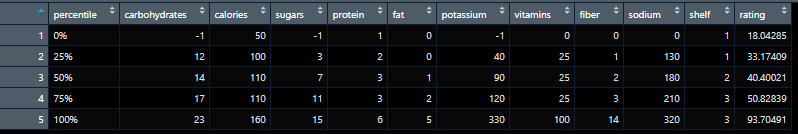 percentile carbohydrates calories sugars protein fat potassium vitamins fiber sodium shelf rating
1 0% -1 50 -1 1 0 -1 0 0 0 1 18.04285
2 25% 12 100 3 2 0 40 25 1 130 1 33.17409
3 50% 14 110 7 3 1 90 25 2 180 2 40.40021
4 75% 17 110 11 3 2 120 25 3 210 3 50.82839
5 100% 23 160 15 6 5 330 100 14 320 3 93.70491